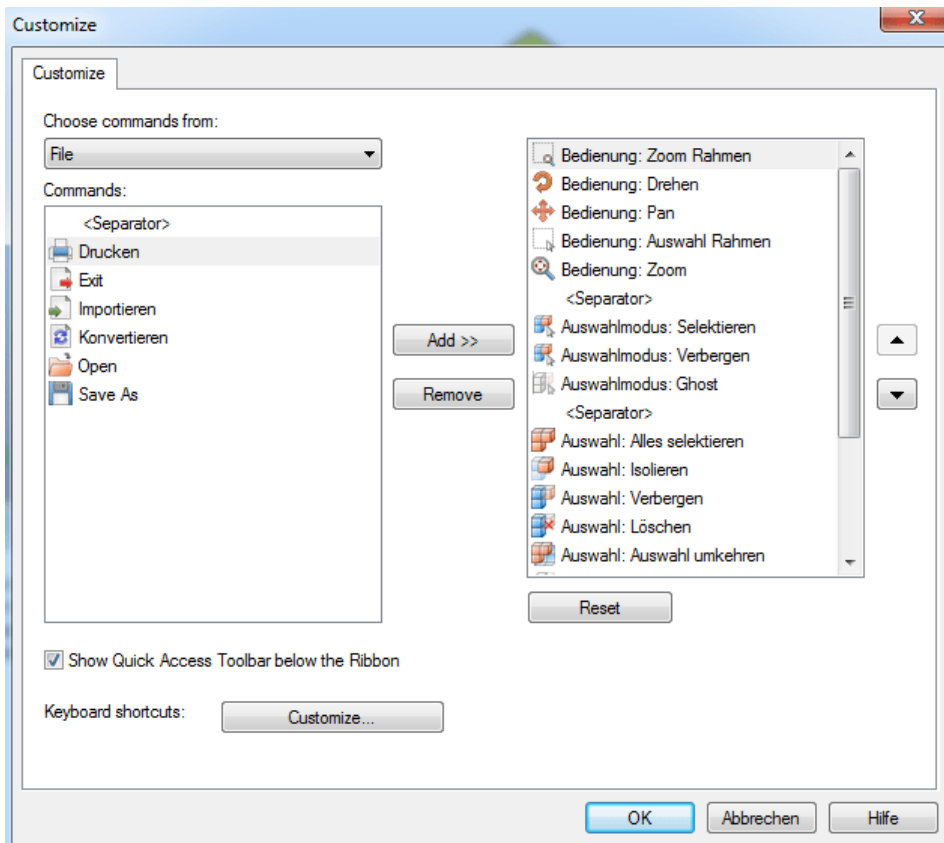 Customize
Customize
Choose commands from:
File
Commands:
<Separator>
Drucken
Exit
Importieren
Konvertieren
Open
Save As
Add >>
Remove
Bedienung: Zoom Rahmen
Bedienung: Drehen
Bedienung: Pan
Bedienung: Auswahl Rahmen
Bedienung: Zoom
<Separator>
Auswahlmodus: Selektieren
Auswahlmodus: Verbergen
Auswahlmodus: Ghost
<Separator>
Auswahl: Alles selektieren
Auswahl: Isolieren
Auswahl: Verbergen
Auswahl: Löschen
Auswahl: Auswahl umkehren
Reset
Show Quick Access Toolbar below the Ribbon
Keyboard shortcuts:
Customize...
OK
Abbrechen
Hilfe